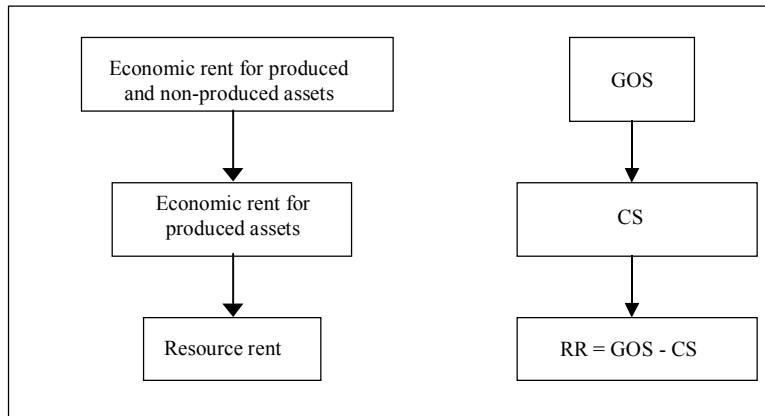 Economic rent for produced
and non-produced assets
GOS
Economic rent for
produced assets
CS
Resource rent
RR = GOS - CS